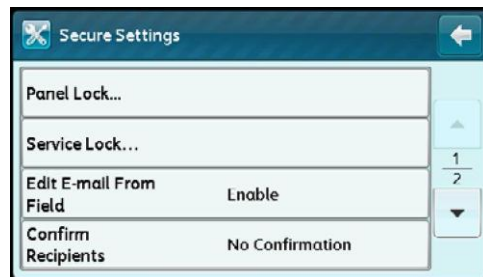 Secure Settings
Panel Lock...
Service Lock...
Edit E-mail From
Field
Enable
Confirm
Recipients
No Confirmation
1
2